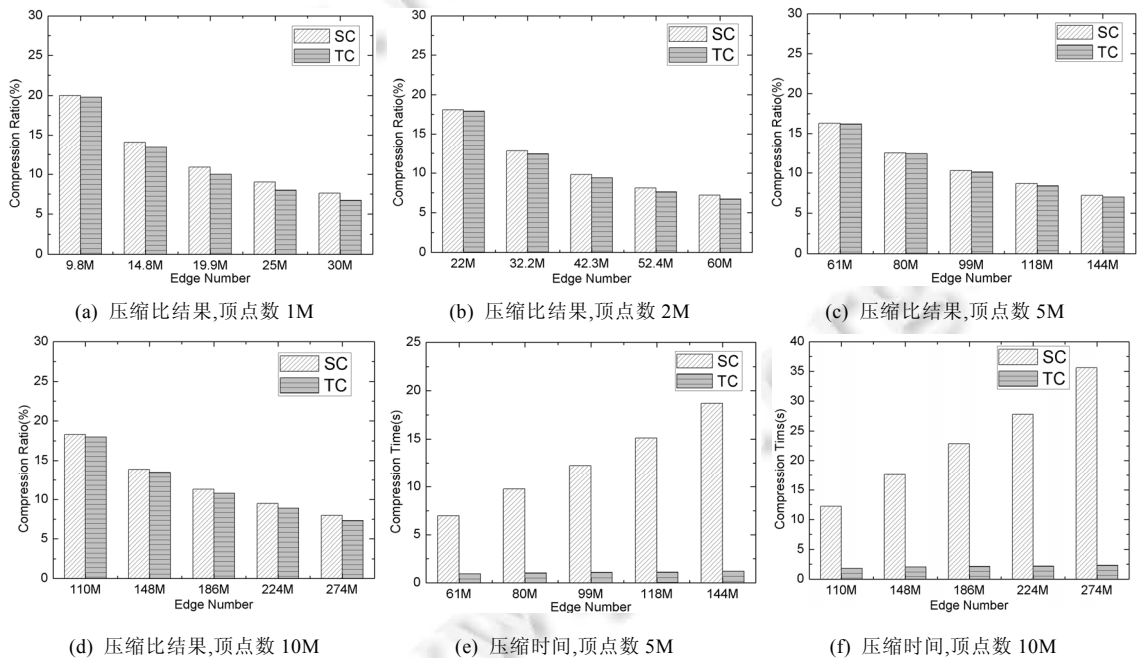 30
25
20
15
10
5
0
Compression Ratio(%)
SC
TC
9.8M 14.8M 19.9M 25M 30M
Edge Number
(a) 压缩比结果,顶点数 1M
30
25
20
15
10
5
0
Compression Ratio(%)
SC
TC
22M 32.2M 42.3M 52.4M 60M
Edge Number
(b) 压缩比结果,顶点数 2M
30
25
20
15
10
5
0
Compression Ratio(%)
SC
TC
61M 80M 99M 118M 144M
Edge Number
(c) 压缩比结果,顶点数 5M
30
25
20
15
10
5
0
Compression Ratio(%)
SC
TC
110M 148M 186M 224M 274M
Edge Number
(d) 压缩比结果,顶点数 10M
25
20
15
10
5
0
Compression Time(s)
SC
TC
61M 80M 99M 118M 144M
Edge Number
(e) 压缩时间,顶点数 5M
40
35
30
25
20
15
10
5
0
Compression Tims(s)
SC
TC
110M 148M 186M 224M 274M
Edge Number
(f) 压缩时间,顶点数 10M